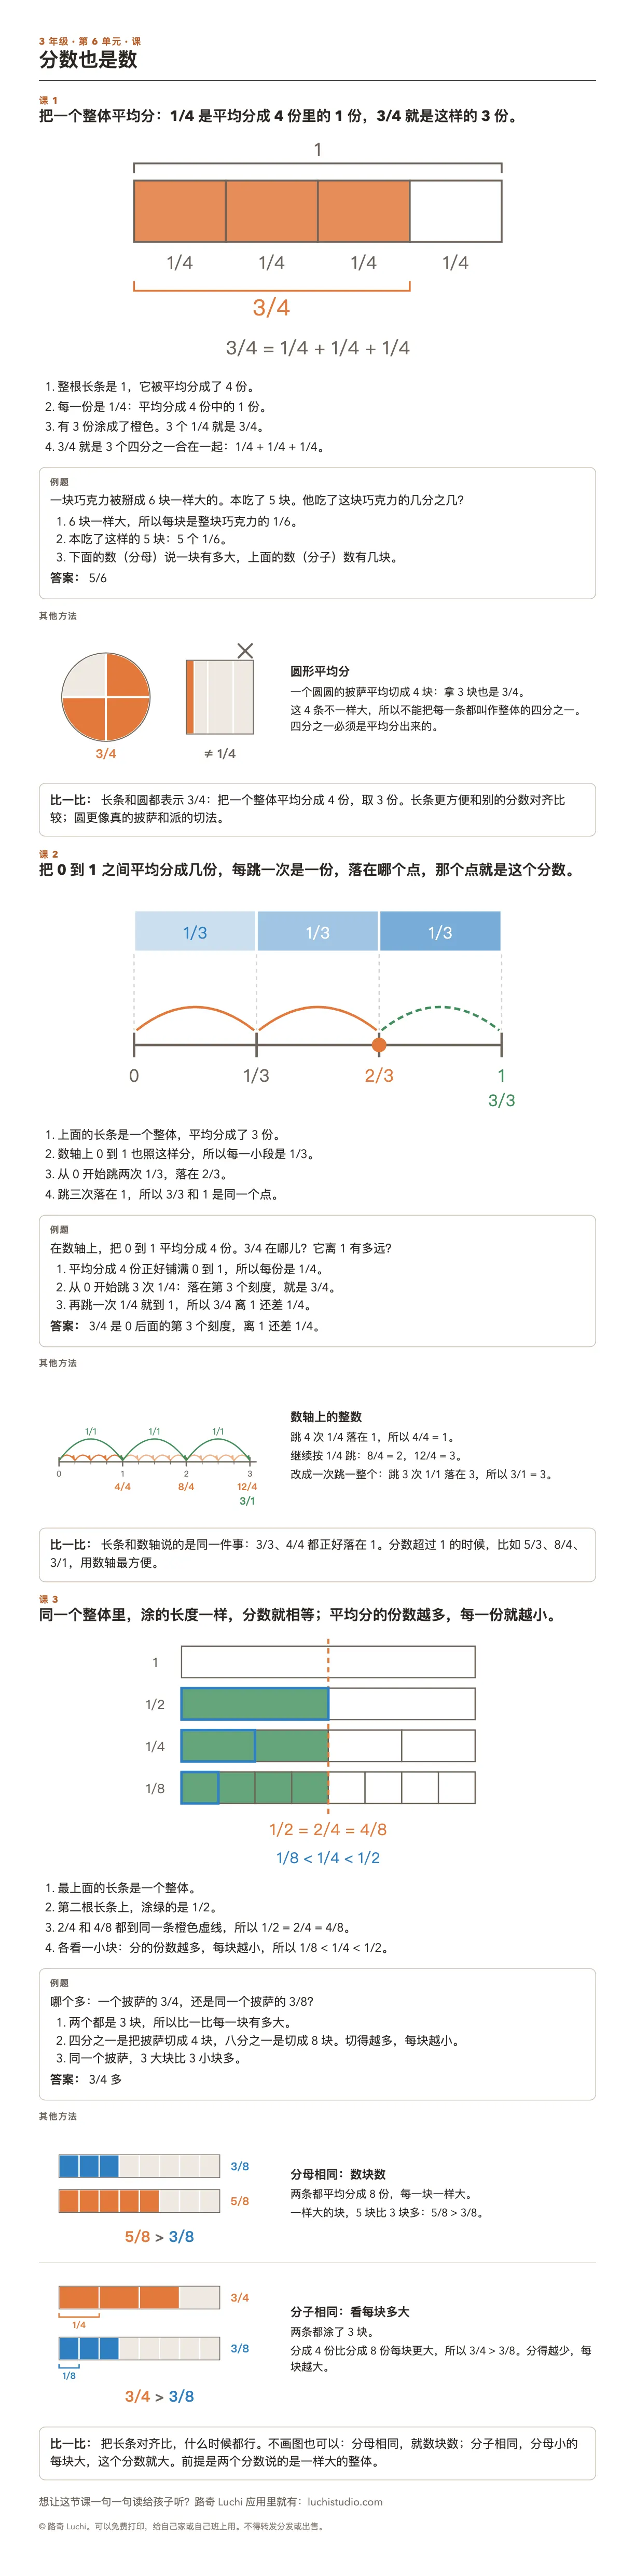 3 年级 · 第 6 单元 · 课
分数也是数
课 1
把一个整体平均分：1/4 是平均分成 4 份里的 1 份，3/4 就是这样的 3 份。
1
1/4 1/4 1/4 1/4
3/4
3/4 = 1/4 + 1/4 + 1/4
1. 整根长条是 1，它被平均分成了 4 份。
2. 每一份是 1/4：平均分成 4 份中的 1 份。
3. 有 3 份涂成了橙色。3 个 1/4 就是 3/4。
4. 3/4 就是 3 个四分之一合在一起：1/4 + 1/4 + 1/4。
例题
一块巧克力被掰成 6 块一样大的。本吃了 5 块。他吃了这块巧克力的几分之几？
1. 6 块一样大，所以每块是整块巧克力的 1/6。
2. 本吃了这样的 5 块：5 个 1/6。
3. 下面的数（分母）说一块有多大，上面的数（分子）数有几块。
答案： 5/6
其他方法
3/4
≠ 1/4
圆形平均分
一个圆圆的披萨平均切成 4 块：拿 3 块也是 3/4。
这 4 条不一样大，所以不能把每一条都叫作整体的四分之一。
四分之一必须是平均分出来的。
比一比： 长条和圆都表示 3/4：把一个整体平均分成 4 份，取 3 份。长条更方便和别的分数对齐比
较；圆更像真的披萨和派的切法。
课 2
把 0 到 1 之间平均分成几份，每跳一次是一份，落在哪个点，那个点就是这个分数。
1/3 1/3 1/3
0 1/3 2/3 1
3/3
1. 上面的长条是一个整体，平均分成了 3 份。
2. 数轴上 0 到 1 也照这样分，所以每一小段是 1/3。
3. 从 0 开始跳两次 1/3，落在 2/3。
4. 跳三次落在 1，所以 3/3 和 1 是同一个点。
例题
在数轴上，把 0 到 1 平均分成 4 份。3/4 在哪儿？它离 1 有多远？
1. 平均分成 4 份正好铺满 0 到 1，所以每份是 1/4。
2. 从 0 开始跳 3 次 1/4：落在第 3 个刻度，就是 3/4。
3. 再跳一次 1/4 就到 1，所以 3/4 离 1 还差 1/4。
答案： 3/4 是 0 后面的第 3 个刻度，离 1 还差 1/4。
其他方法
1/1 1/1 1/1
0 1 2 3
4/4 8/4 12/4
3/1
数轴上的整数
跳 4 次 1/4 落在 1，所以 4/4 = 1。
继续按 1/4 跳：8/4 = 2，12/4 = 3。
改成一次跳一整个：跳 3 次 1/1 落在 3，所以 3/1 = 3。
比一比： 长条和数轴说的是同一件事：3/3、4/4 都正好落在 1。分数超过 1 的时候，比如 5/3、8/4、
3/1，用数轴最方便。
课 3
同一个整体里，涂的长度一样，分数就相等；平均分的份数越多，每一份就越小。
1
1/2
1/4
1/8
1/2 = 2/4 = 4/8
1/8 < 1/4 < 1/2
1. 最上面的长条是一个整体。
2. 第二根长条上，涂绿的是 1/2。
3. 2/4 和 4/8 都到同一条橙色虚线，所以 1/2 = 2/4 = 4/8。
4. 各看一小块：分的份数越多，每块越小，所以 1/8 < 1/4 < 1/2。
例题
哪个多：一个披萨的 3/4，还是同一个披萨的 3/8？
1. 两个都是 3 块，所以比一比每一块有多大。
2. 四分之一是把披萨切成 4 块，八分之一是切成 8 块。切得越多，每块越小。
3. 同一个披萨，3 大块比 3 小块多。
答案： 3/4 多
其他方法
3/8
5/8
5/8 > 3/8
分母相同：数块数
两条都平均分成 8 份，每一块一样大。
一样大的块，5 块比 3 块多：5/8 > 3/8。
3/4
1/4
3/8
1/8
3/4 > 3/8
分子相同：看每块多大
两条都涂了 3 块。
分成 4 份比分成 8 份每块更大，所以 3/4 > 3/8。分得越少，每
块越大。
比一比： 把长条对齐比，什么时候都行。不画图也可以：分母相同，就数块数；分子相同，分母小的
每块大，这个分数就大。前提是两个分数说的是一样大的整体。
想让这节课一句一句读给孩子听？路奇 Luchi 应用里就有：luchistudio.com
© 路奇 Luchi。可以免费打印，给自己家或自己班上用。不得转发分发或出售。